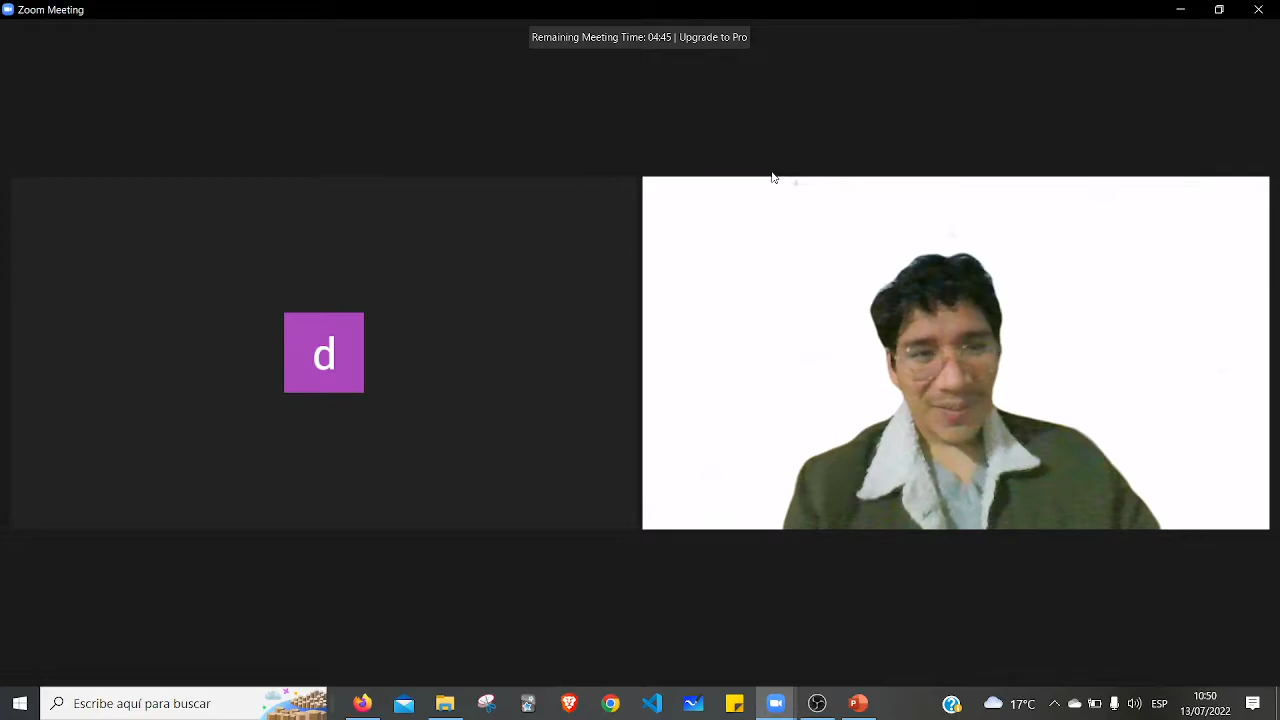 Zoom Meeting
Remaining Meeting Time: 04:45 | Upgrade to Pro
d
Escribe aquí para buscar
17°C
ESP
10:50
13/07/2022